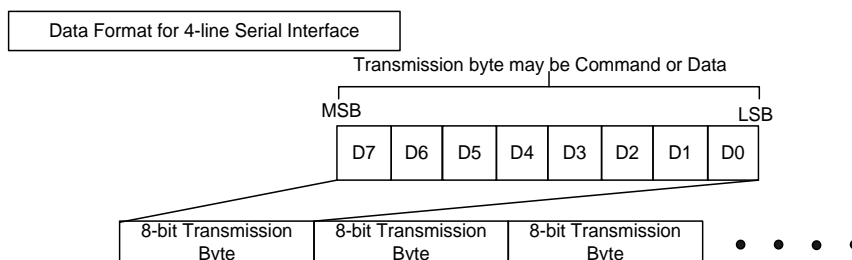 Data Format for 4-line Serial Interface
Transmission byte may be Command or Data
MSB
LSB
D7 D6 D5 D4 D3 D2 D1 D0
8-bit Transmission Byte
8-bit Transmission Byte
8-bit Transmission Byte